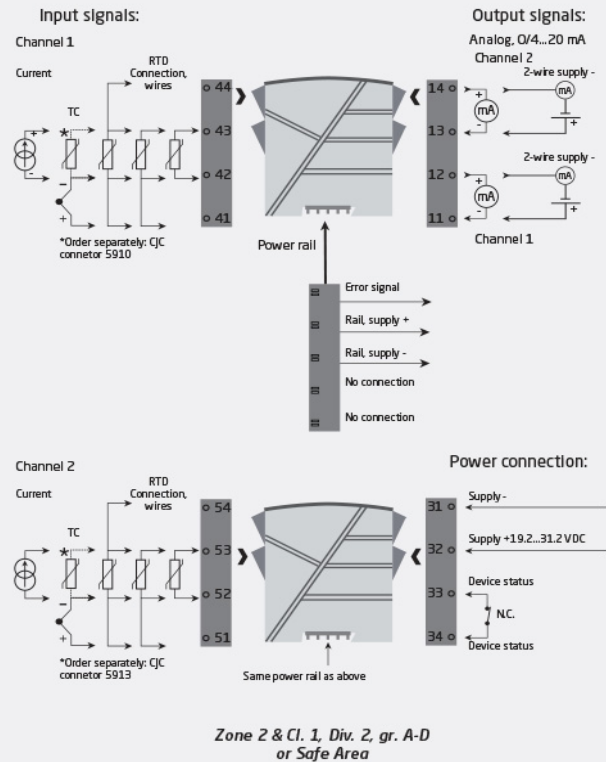 Input signals:
Output signals:
Channel 1
Analog, 0/4...20 mA
Channel 2
Current
TC
RTD
Connection,
wires
2-wire supply -
*
+
-
-
+
44
43
42
41
14
13
12
11
+
mA
-
mA
+
2-wire supply -
+
mA
-
mA
+
Channel 1
*Order separately: CJC
connetor 5910
Power rail
Error signal
Rail, supply +
Rail, supply -
No connection
No connection
Channel 2
Power connection:
Current
TC
RTD
Connection,
wires
*
-
+
54
53
52
51
31
32
33
34
Supply -
Supply +19.2...31.2 VDC
Device status
N.C.
Device status
*Order separately: CJC
connetor 5913
Same power rail as above
Zone 2 & Cl. 1, Div. 2, gr. A-D
or Safe Area